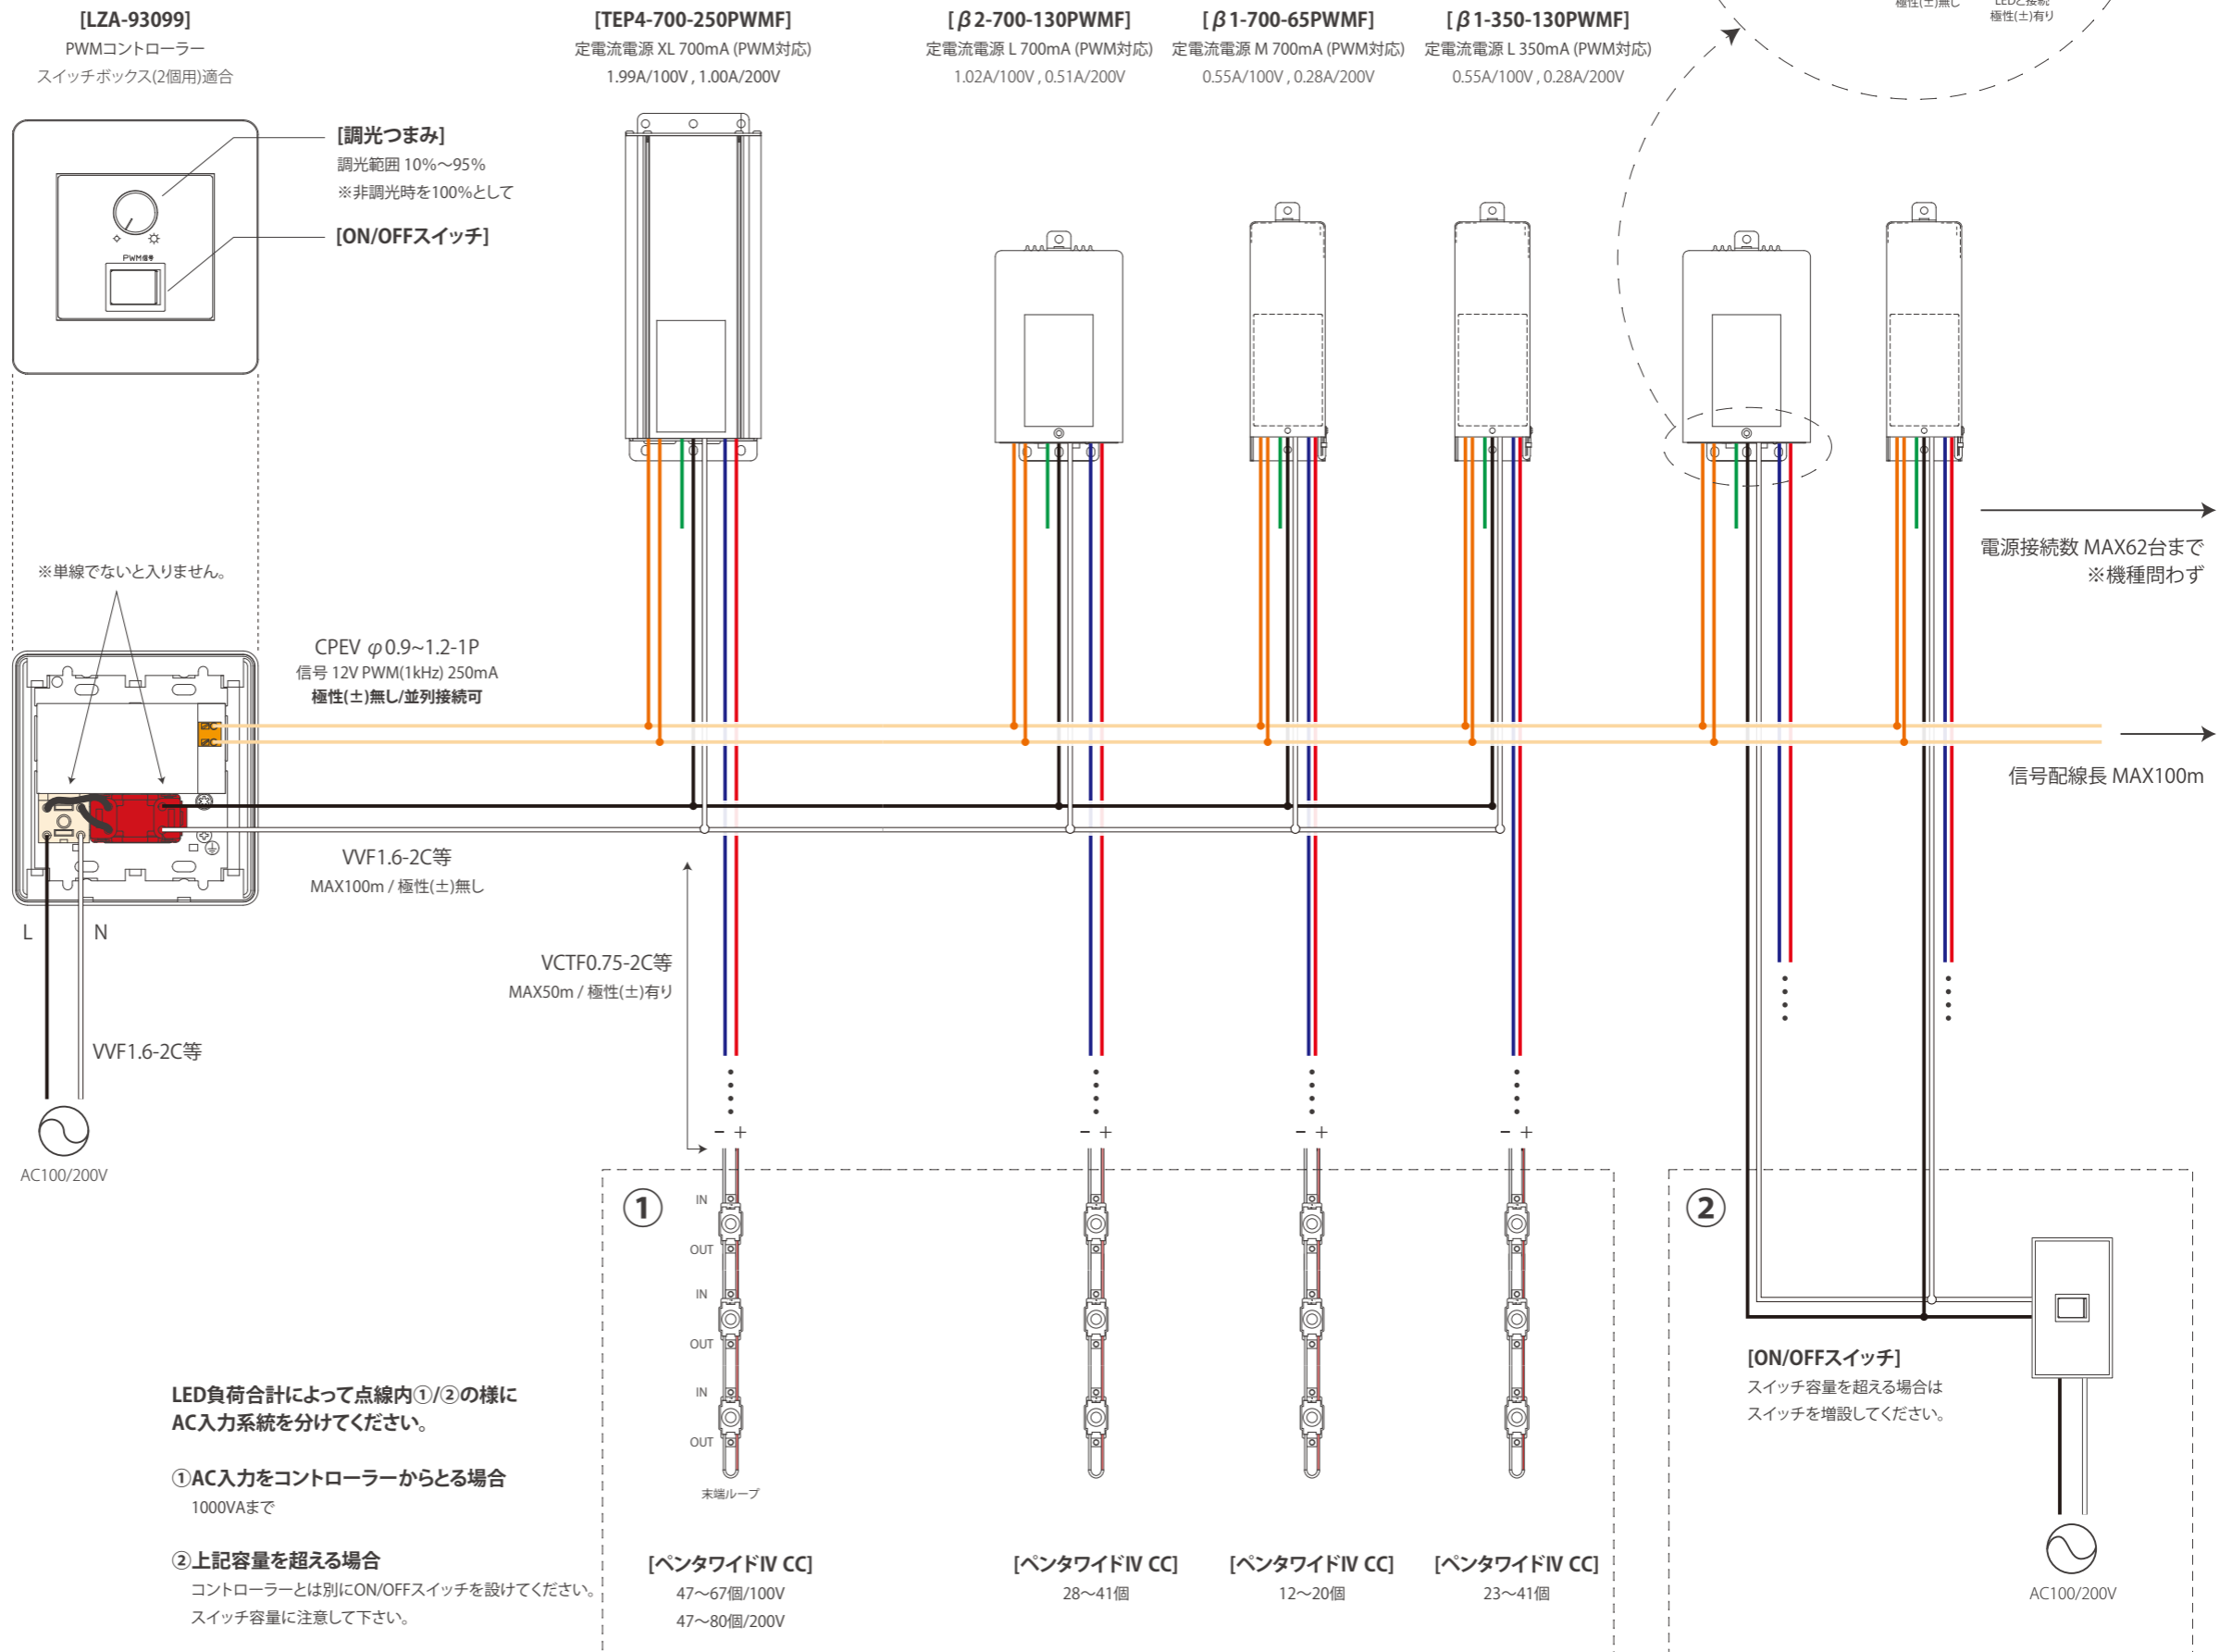 [LZA-93099]
PWMコントローラー
スイッチボックス(2個用)適合
[TEP4-700-250PWMF]
定電流電源 XL 700mA (PWM対応)
1.99A/100V , 1.00A/200V
[β2-700-130PWMF]
定電流電源 L 700mA (PWM対応)
1.02A/100V , 0.51A/200V
[β1-700-65PWMF]
定電流電源 M 700mA (PWM対応)
0.55A/100V , 0.28A/200V
[β1-350-130PWMF]
定電流電源 L 350mA (PWM対応)
0.55A/100V , 0.28A/200V
極性(±)無し
LEDと接続
極性(±)有り
[調光つまみ]
調光範囲 10%〜95%
※非調光時を100%として
[ON/OFFスイッチ]
PWM信号
電源接続数 MAX62台まで
※機種問わず
※単線でないと入りません。
CPEV φ0.9~1.2-1P
信号 12V PWM(1kHz) 250mA
極性(±)無し/並列接続可
信号配線長 MAX100m
VVF1.6-2C等
MAX100m / 極性(±)無し
L
N
VCTF0.75-2C等
MAX50m / 極性(±)有り
VVF1.6-2C等
AC100/200V
− +
− +
− +
− +
①
IN
OUT
IN
OUT
IN
OUT
末端ループ
②
[ON/OFFスイッチ]
スイッチ容量を超える場合は
スイッチを増設してください。
AC100/200V
LED負荷合計によって点線内①/②の様に
AC入力系統を分けてください。
①AC入力をコントローラーからとる場合
1000VAまで
②上記容量を超える場合
コントローラーとは別にON/OFFスイッチを設けてください。
スイッチ容量に注意して下さい。
[ペンタワイドIV CC]
47〜67個/100V
47〜80個/200V
[ペンタワイドIV CC]
28〜41個
[ペンタワイドIV CC]
12〜20個
[ペンタワイドIV CC]
23〜41個